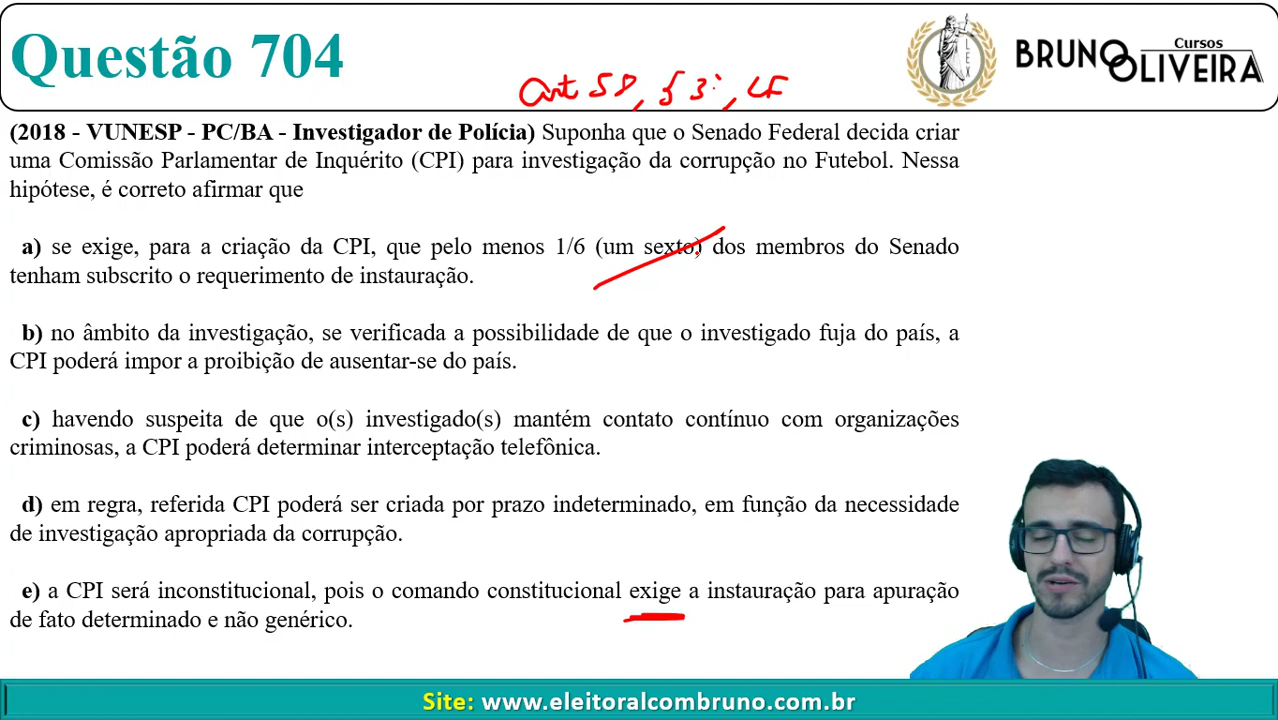 Questão 704
Cursos
BRUNO
OLIVEIRA
art 58, § 3º, CF
(2018 - VUNESP - PC/BA - Investigador de Polícia) Suponha que o Senado Federal decida criar
uma Comissão Parlamentar de Inquérito (CPI) para investigação da corrupção no Futebol. Nessa
hipótese, é correto afirmar que
a) se exige, para a criação da CPI, que pelo menos 1/6 (um sexto) dos membros do Senado
tenham subscrito o requerimento de instauração.
b) no âmbito da investigação, se verificada a possibilidade de que o investigado fuja do país, a
CPI poderá impor a proibição de ausentar-se do país.
c) havendo suspeita de que o(s) investigado(s) mantém contato contínuo com organizações
criminosas, a CPI poderá determinar interceptação telefônica.
d) em regra, referida CPI poderá ser criada por prazo indeterminado, em função da necessidade
de investigação apropriada da corrupção.
e) a CPI será inconstitucional, pois o comando constitucional exige a instauração para apuração
de fato determinado e não genérico.
Site: www.eleitoralcombruno.com.br